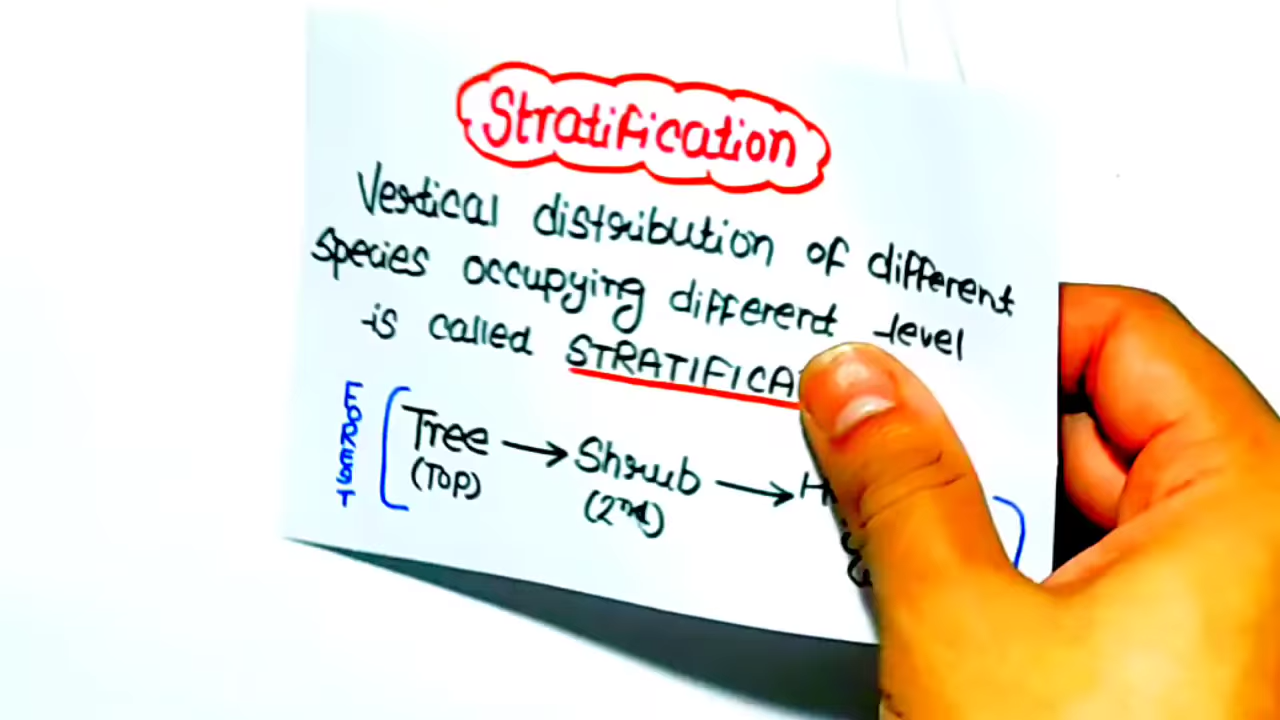 Stratification
Vertical distribution of different
species occupying different level
is called STRATIFICA
FOREST
Tree → Shrub →
(Top) (2nd)